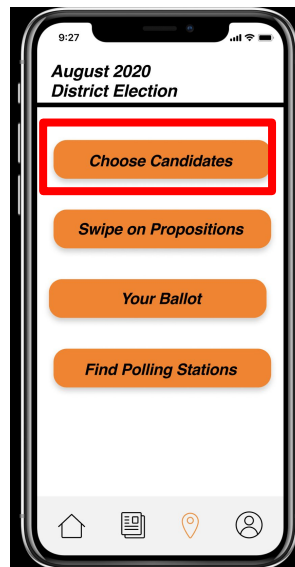 9:27
August 2020
District Election
Choose Candidates
Swipe on Propositions
Your Ballot
Find Polling Stations